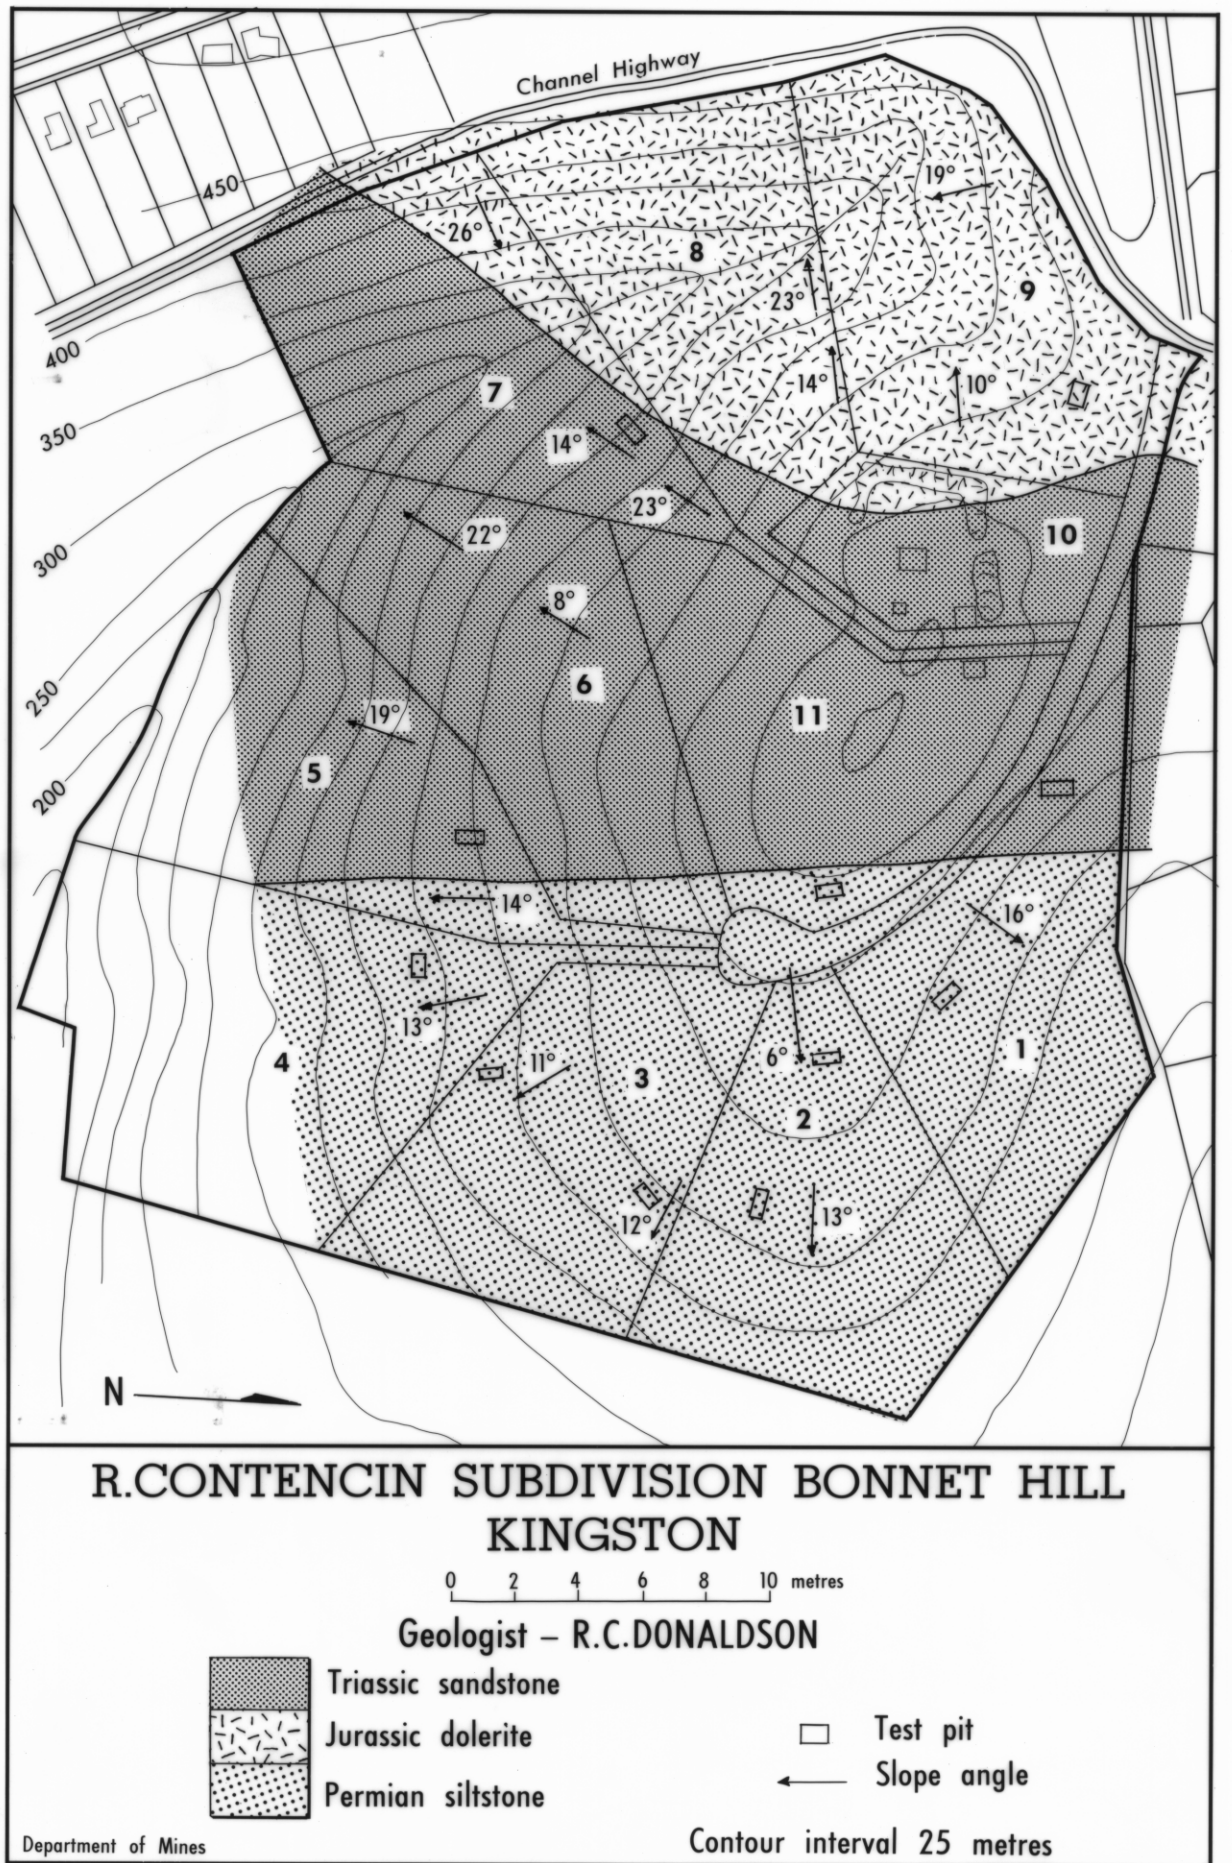 Channel Highway
450
19°
26°
8
9
23°
400
7
14°
10°
350
14°
23°
10
22°
300
8°
6
250
19°
11
5
200
14°
16°
13°
4
11°
3
6°
1
2
12°
13°
N
R.CONTENCIN SUBDIVISION BONNET HILL
KINGSTON
0 2 4 6 8 10 metres
Geologist – R.C.DONALDSON
Triassic sandstone
Jurassic dolerite
Permian siltstone
Test pit
Slope angle
Department of Mines
Contour interval 25 metres